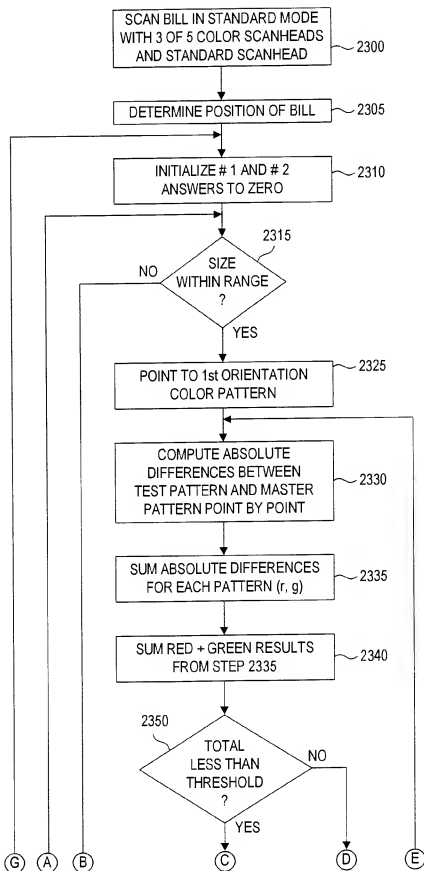 SCAN BILL IN STANDARD MODE
WITH 3 OF 5 COLOR SCANHEADS
AND STANDARD SCANHEAD
2300
DETERMINE POSITION OF BILL
2305
INITIALIZE # 1 AND # 2
ANSWERS TO ZERO
2310
2315
SIZE
WITHIN RANGE
?
NO
YES
POINT TO 1st ORIENTATION
COLOR PATTERN
2325
COMPUTE ABSOLUTE
DIFFERENCES BETWEEN
TEST PATTERN AND MASTER
PATTERN POINT BY POINT
2330
SUM ABSOLUTE DIFFERENCES
FOR EACH PATTERN (r, g)
2335
SUM RED + GREEN RESULTS
FROM STEP 2335
2340
2350
TOTAL
LESS THAN
THRESHOLD
?
NO
YES
G A B C D E